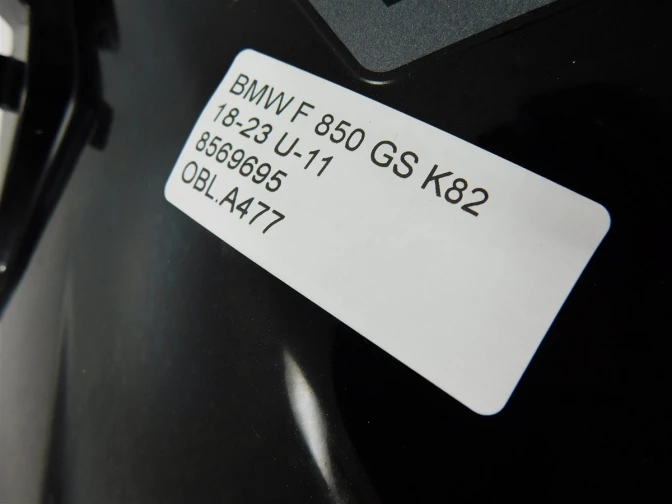 BMW F 850 GS K82
18-23 U-11
8569695
OBL.A477